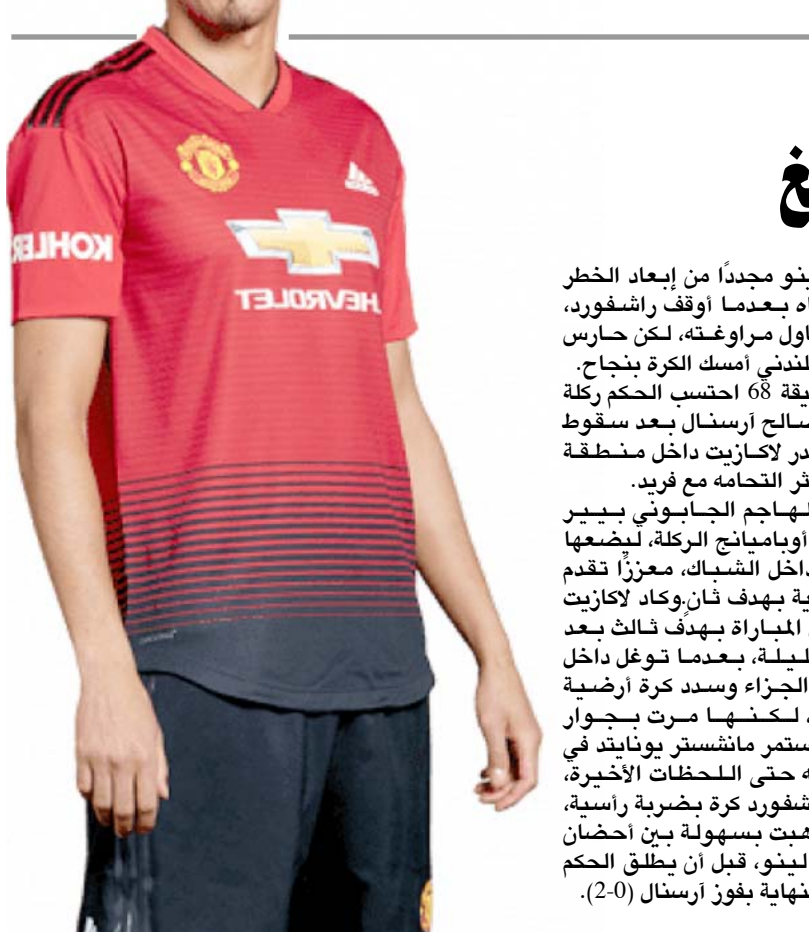 غ
ينو مجددًا من إبعاد الخطر
اه بعدما أوقف راشفورد،
اول مراوغته، لكن حارس
لندني أمسك الكرة بنجاح.
يقة 68 احتسب الحكم ركلة
صالح آرسنال بعد سقوط
در لاكازيت داخل منطقة
ثر التحامه مع فريد.
لهاجم الجابوني بيير
أوباميانج الركلة، ليضعها
داخل الشباك، معززًا تقدم
ية بهدف ثانٍ.وكاد لاكازيت
المباراة بهدف ثالث بعد
ليلة، بعدما توغل داخل
الجزاء وسدد كرة أرضية
، لكنها مرت بجوار
ستمر مانشستر يونايتد في
ه حتى اللحظات الأخيرة،
شفورد كرة بضربة رأسية،
هبت بسهولة بين أحضان
لينو، قبل أن يطلق الحكم
نهاية بفوز آرسنال (2-0).
KOHLER
CHEVROLET
adidas